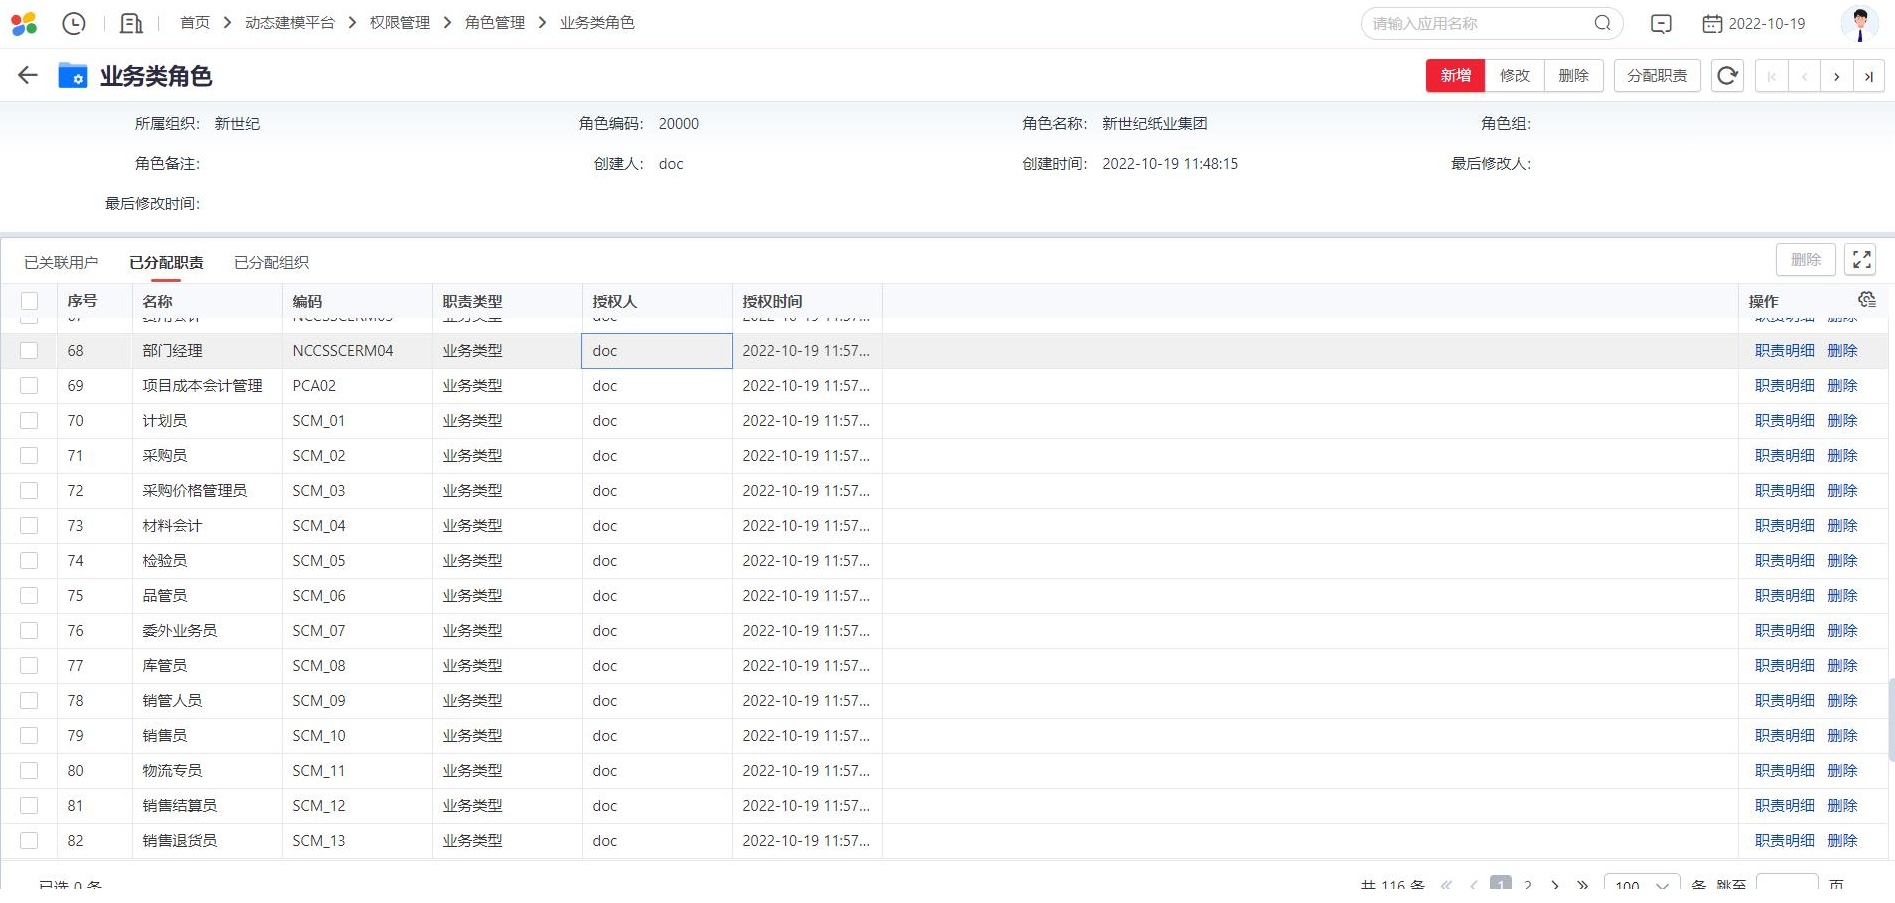 首页 > 动态建模平台 > 权限管理 > 角色管理 > 业务类角色 请输入应用名称 2022-10-19
业务类角色 新增 修改 删除 分配职责
所属组织: 新世纪 角色编码: 20000 角色名称: 新世纪纸业集团 角色组:
角色备注: 创建人: doc 创建时间: 2022-10-19 11:48:15 最后修改人:
最后修改时间:
已关联用户 已分配职责 已分配组织 删除
序号 名称 编码 职责类型 授权人 授权时间 操作
68 部门经理 NCCSSCERM04 业务类型 doc 2022-10-19 11:57... 职责明细 删除
69 项目成本会计管理 PCA02 业务类型 doc 2022-10-19 11:57... 职责明细 删除
70 计划员 SCM_01 业务类型 doc 2022-10-19 11:57... 职责明细 删除
71 采购员 SCM_02 业务类型 doc 2022-10-19 11:57... 职责明细 删除
72 采购价格管理员 SCM_03 业务类型 doc 2022-10-19 11:57... 职责明细 删除
73 材料会计 SCM_04 业务类型 doc 2022-10-19 11:57... 职责明细 删除
74 检验员 SCM_05 业务类型 doc 2022-10-19 11:57... 职责明细 删除
75 品管员 SCM_06 业务类型 doc 2022-10-19 11:57... 职责明细 删除
76 委外业务员 SCM_07 业务类型 doc 2022-10-19 11:57... 职责明细 删除
77 库管员 SCM_08 业务类型 doc 2022-10-19 11:57... 职责明细 删除
78 销管人员 SCM_09 业务类型 doc 2022-10-19 11:57... 职责明细 删除
79 销售员 SCM_10 业务类型 doc 2022-10-19 11:57... 职责明细 删除
80 物流专员 SCM_11 业务类型 doc 2022-10-19 11:57... 职责明细 删除
81 销售结算员 SCM_12 业务类型 doc 2022-10-19 11:57... 职责明细 删除
82 销售退货员 SCM_13 业务类型 doc 2022-10-19 11:57... 职责明细 删除
已选 0 条 共 116 条 1 2 100 条 跳至 页